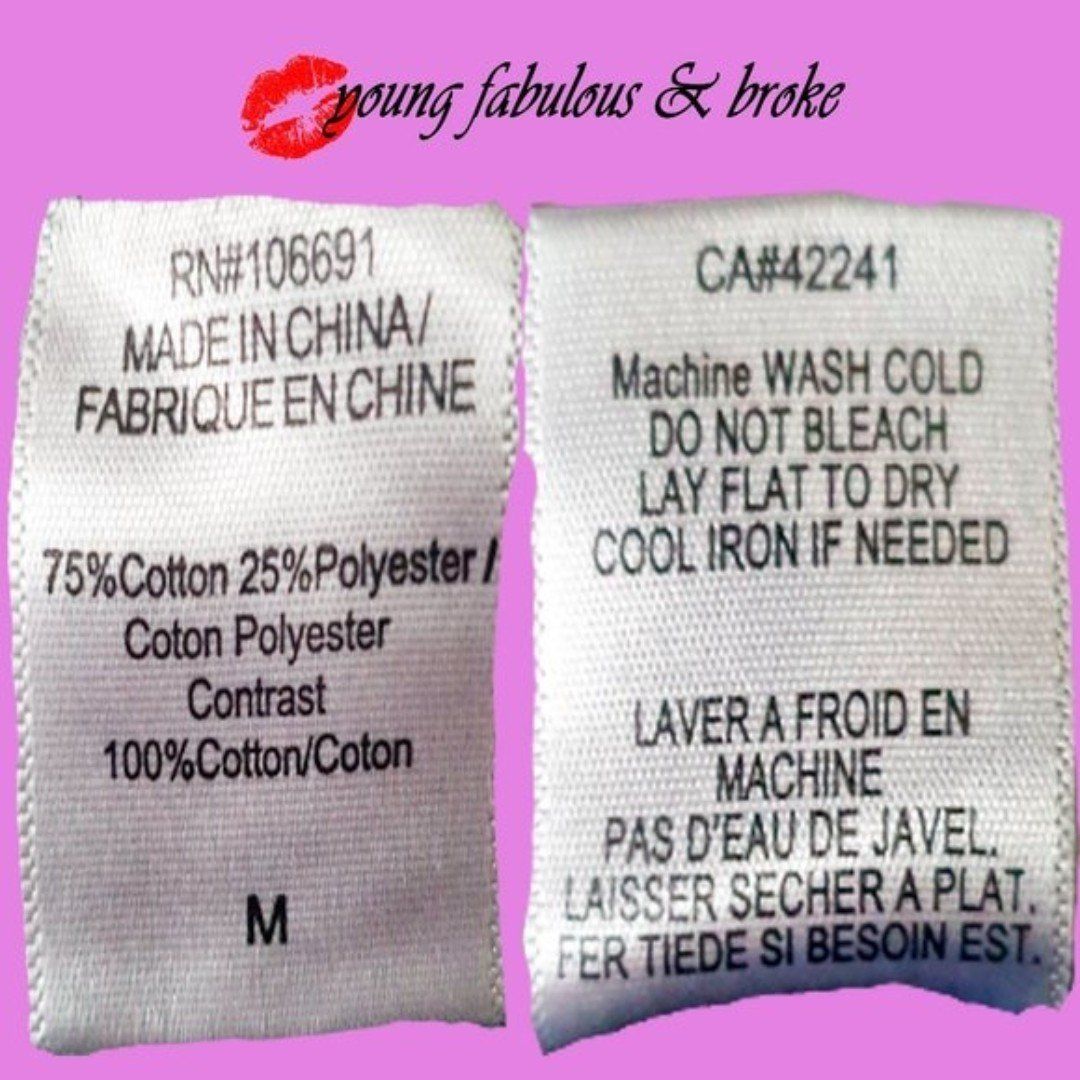 young fabulous & broke
RN#106691
MADE IN CHINA/
FABRIQUE EN CHINE
75%Cotton 25%Polyester /
Coton Polyester
Contrast
100%Cotton/Coton
M
CA#42241
Machine WASH COLD
DO NOT BLEACH
LAY FLAT TO DRY
COOL IRON IF NEEDED
LAVER A FROID EN
MACHINE
PAS D'EAU DE JAVEL.
LAISSER SECHER A PLAT.
FER TIEDE SI BESOIN EST.